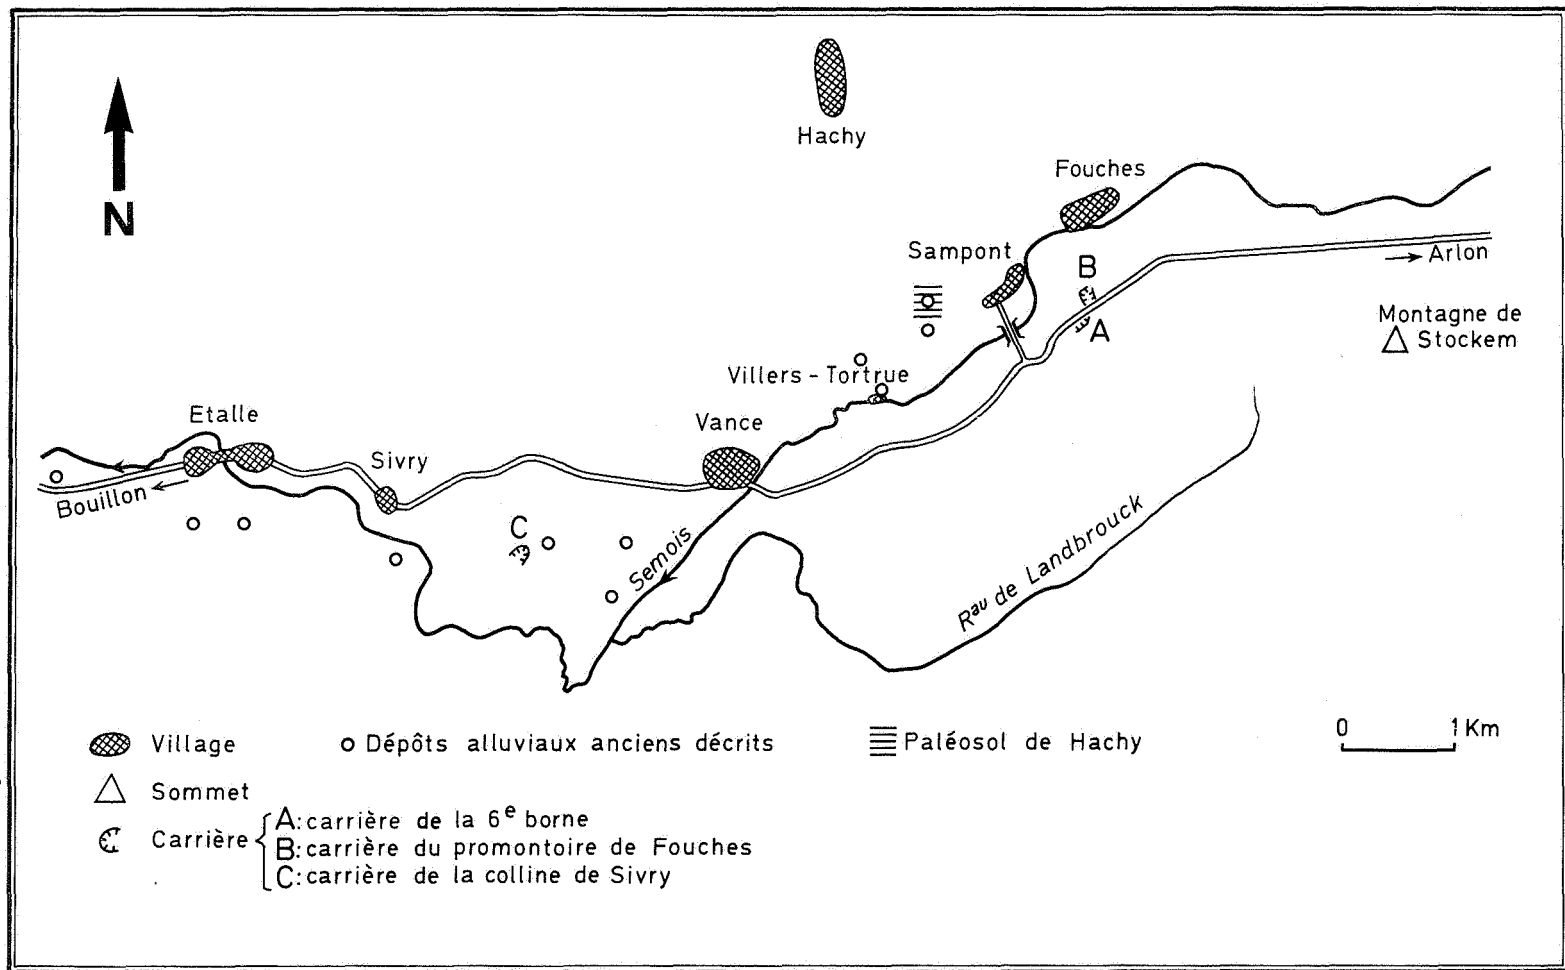 Hachy
N
Fouches
Sampont
B
Arlon
A
Montagne de
Stockem
Villers - Tortrue
Etalle
Vance
Sivry
Bouillon
C
Semois
Rau de Landbrouck
Village
Dépôts alluviaux anciens décrits
Paléosol de Hachy
0 1 Km
Sommet
Carrière
A: carrière de la 6e borne
B: carrière du promontoire de Fouches
C: carrière de la colline de Sivry